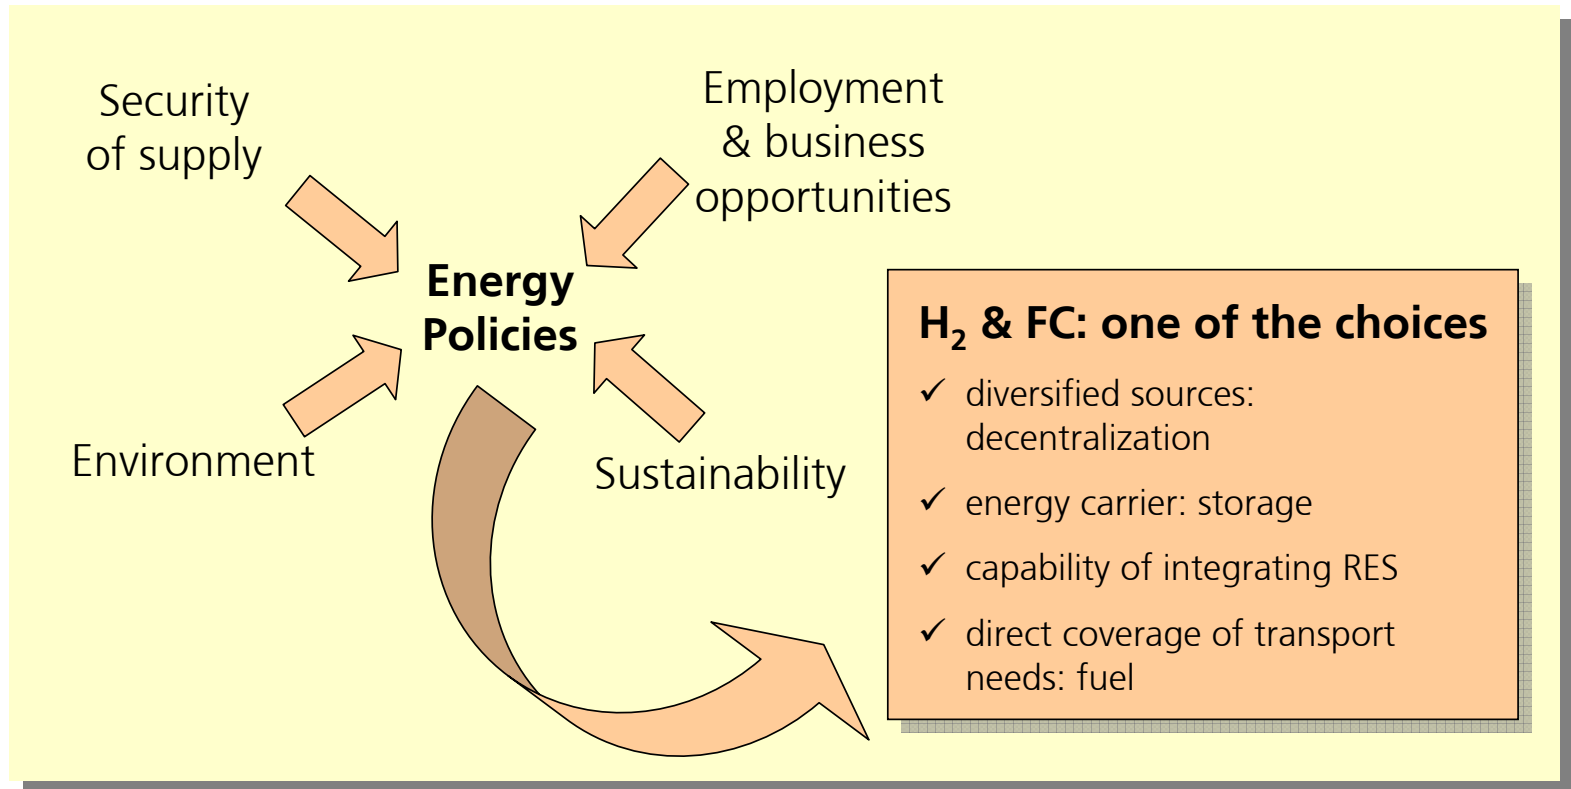 Security
of supply
Employment
& business
opportunities
Energy
Policies
Environment
Sustainability
H₂ & FC: one of the choices
✓ diversified sources:
decentralization
✓ energy carrier: storage
✓ capability of integrating RES
✓ direct coverage of transport
needs: fuel